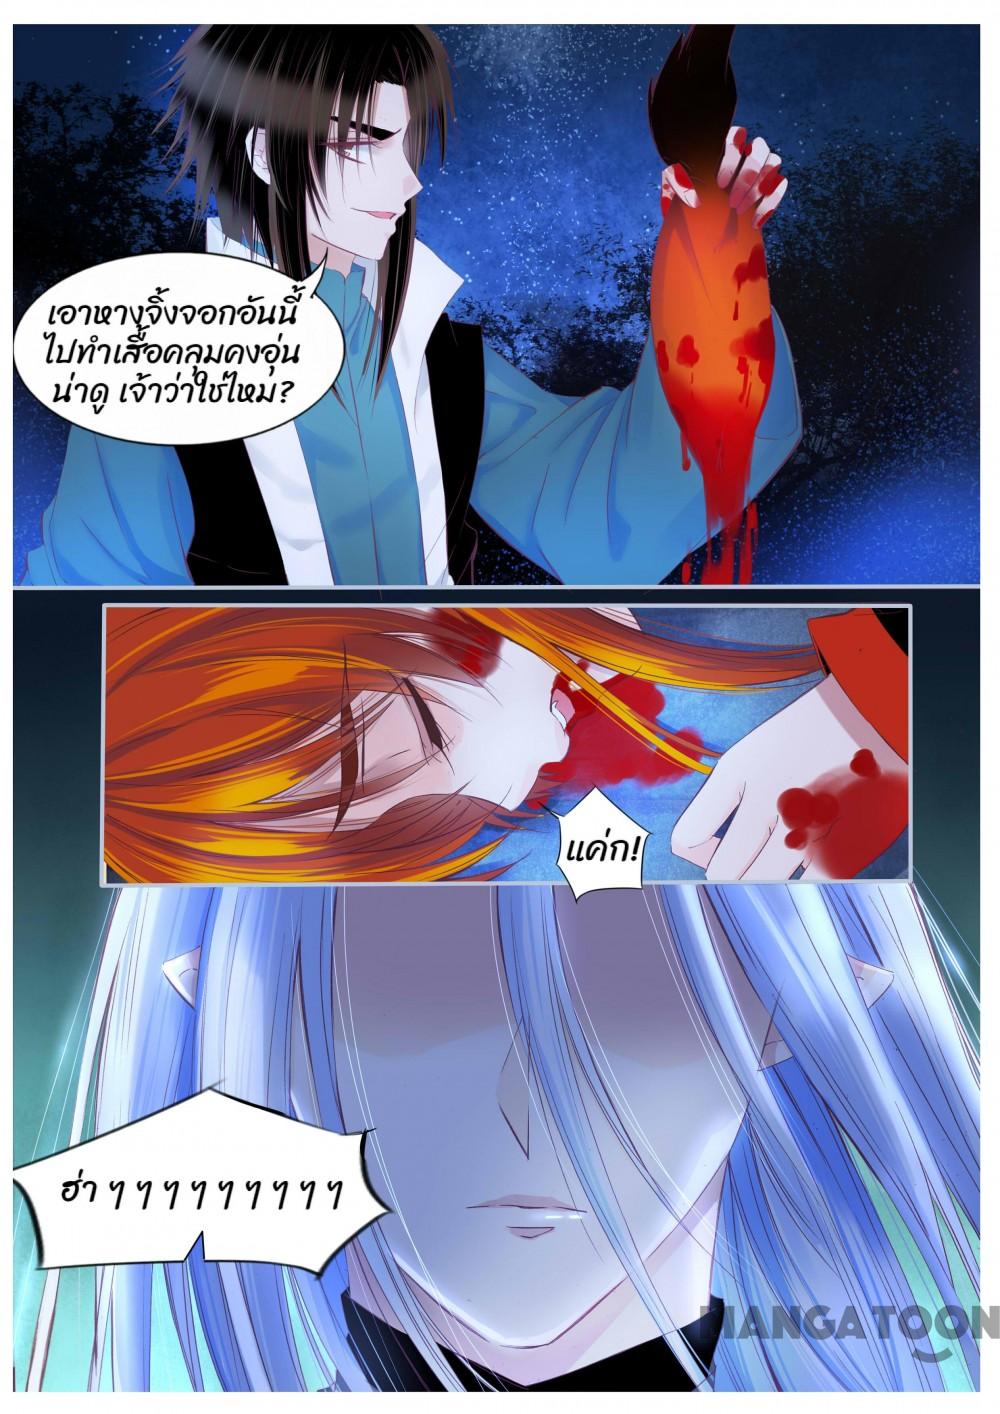 เอาหางจิ้งจอกอันนี้
ไปทำเสื้อคลุมคงอุ่น
น่าดู เจ้าว่าใช่ไหม?
แค่ก!
ฮ่า ๆๆๆๆๆๆๆๆๆ
MANGATOON